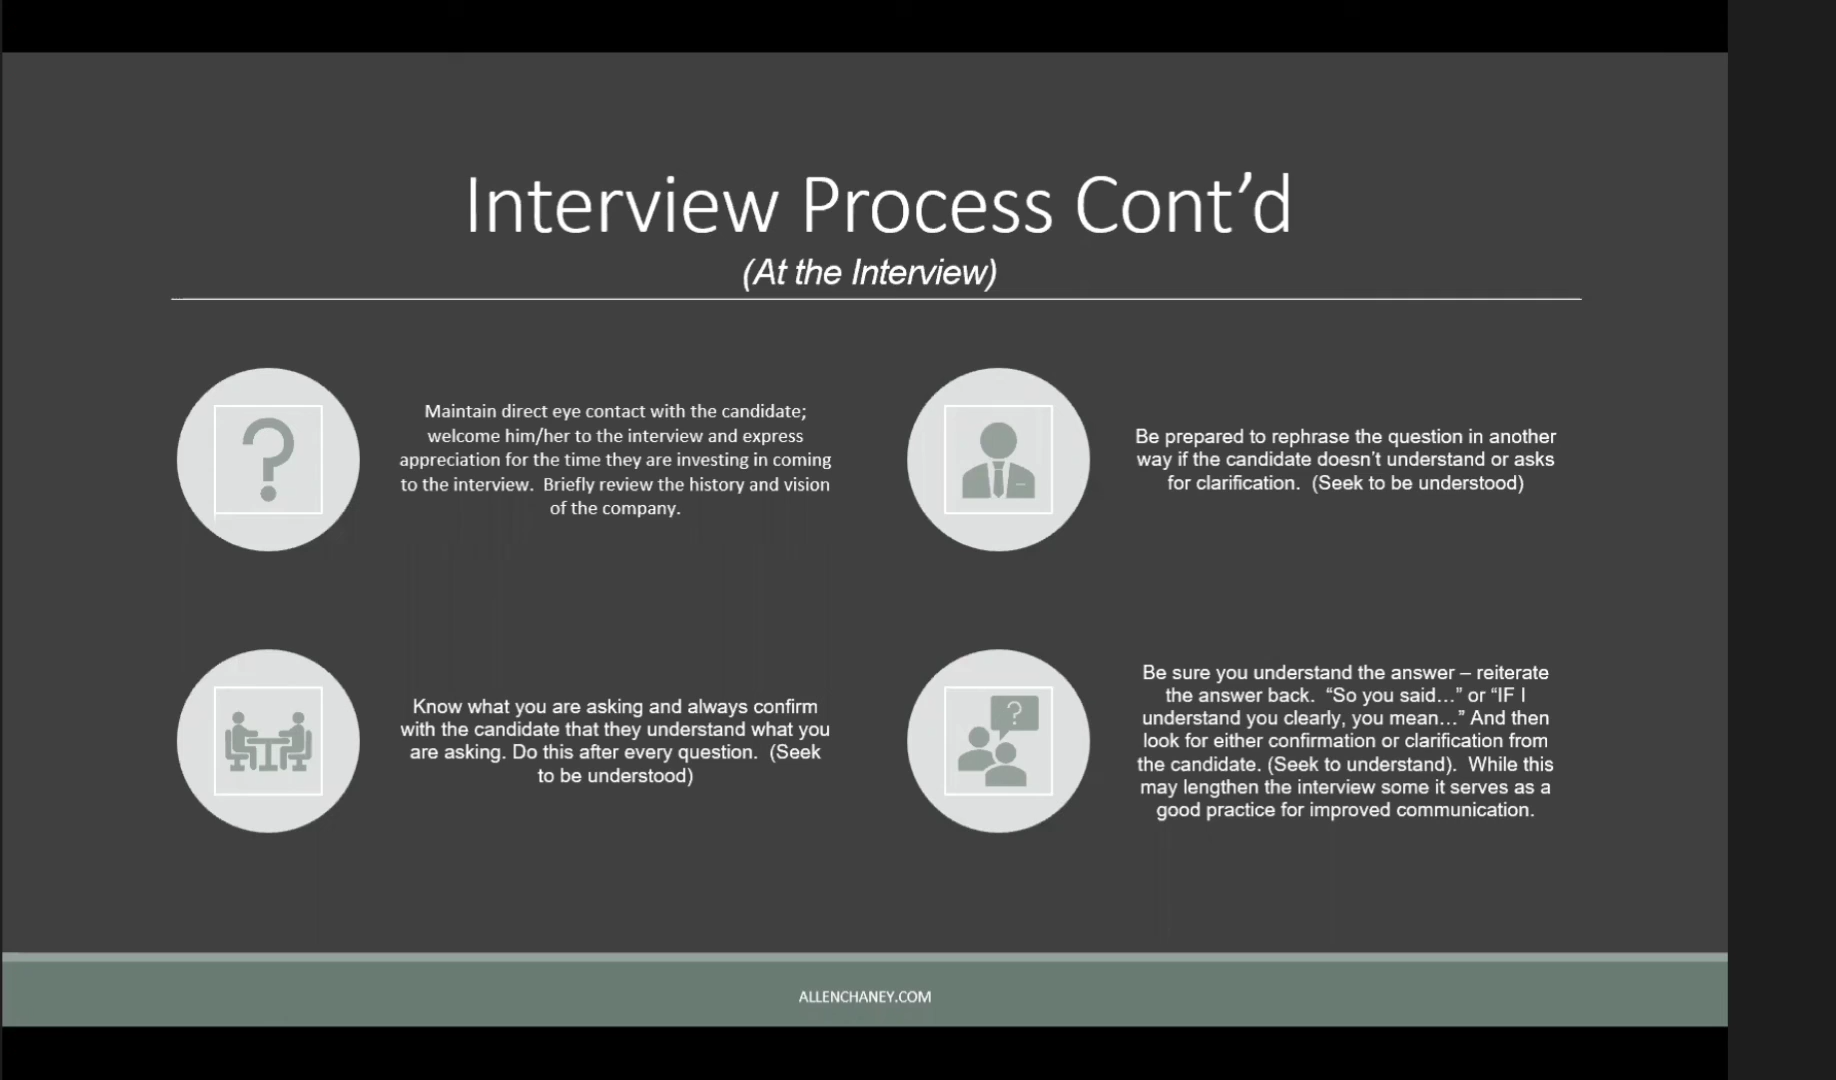 Interview Process Cont’d
(At the Interview)
Maintain direct eye contact with the candidate;
welcome him/her to the interview and express
appreciation for the time they are investing in coming
to the interview.  Briefly review the history and vision
of the company.
Be prepared to rephrase the question in another
way if the candidate doesn’t understand or asks
for clarification.  (Seek to be understood)
Know what you are asking and always confirm
with the candidate that they understand what you
are asking. Do this after every question.  (Seek
to be understood)
?
Be sure you understand the answer – reiterate
the answer back.  “So you said…” or “IF I
understand you clearly, you mean…” And then
look for either confirmation or clarification from
the candidate. (Seek to understand).  While this
may lengthen the interview some it serves as a
good practice for improved communication.
ALLENCHANEY.COM